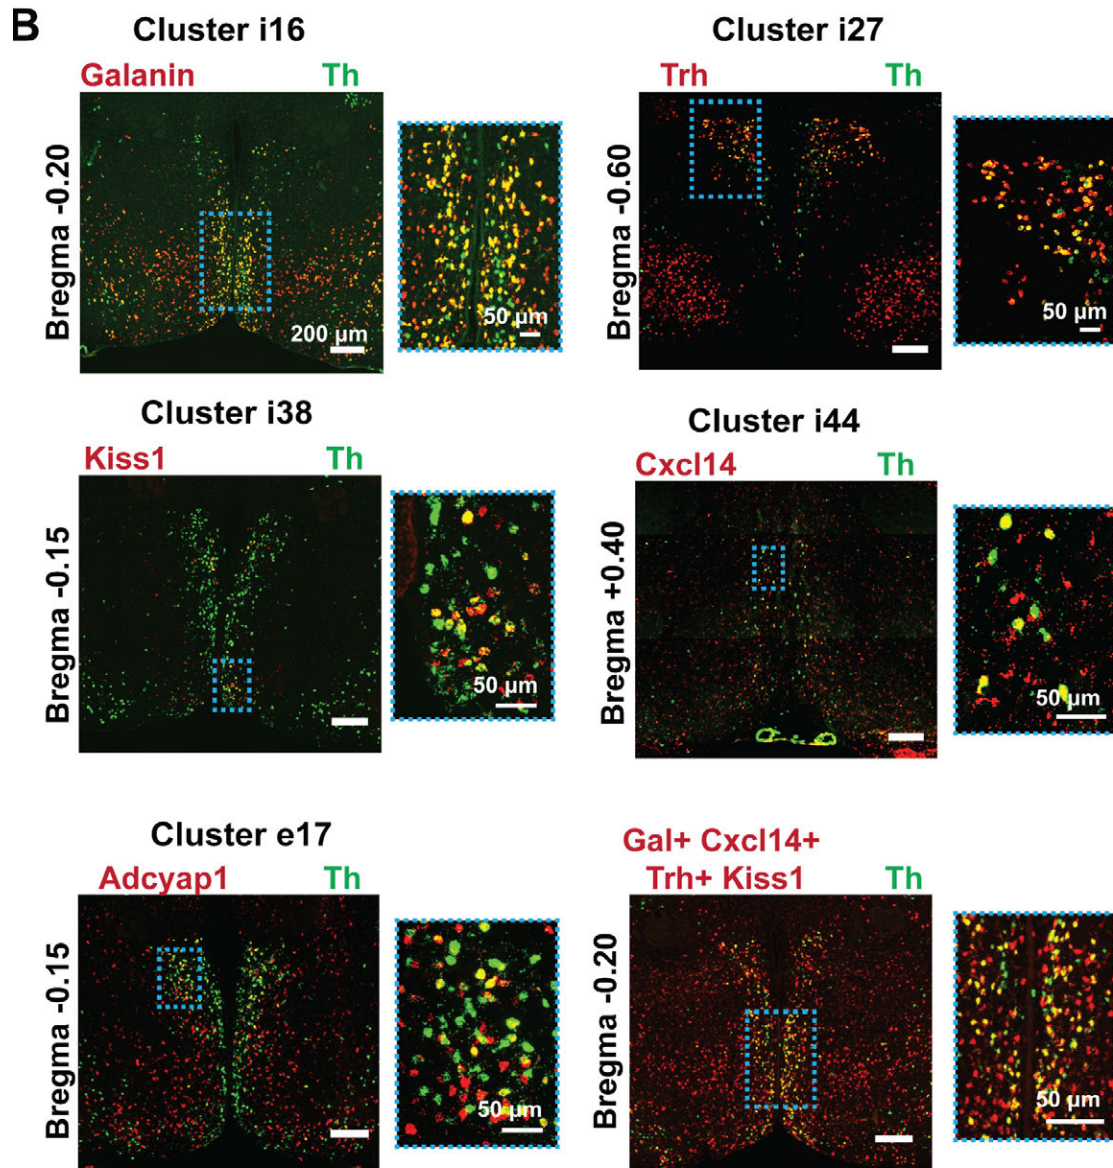 B
Cluster i16
Galanin Th
Bregma -0.20
200 µm
50 µm
Cluster i27
Trh Th
Bregma -0.60
50 µm
Cluster i38
Kiss1 Th
Bregma -0.15
50 µm
Cluster i44
Cxcl14 Th
Bregma +0.40
50 µm
Cluster e17
Adcyap1 Th
Bregma -0.15
50 µm
Gal+ Cxcl14+
Trh+ Kiss1 Th
Bregma -0.20
50 µm